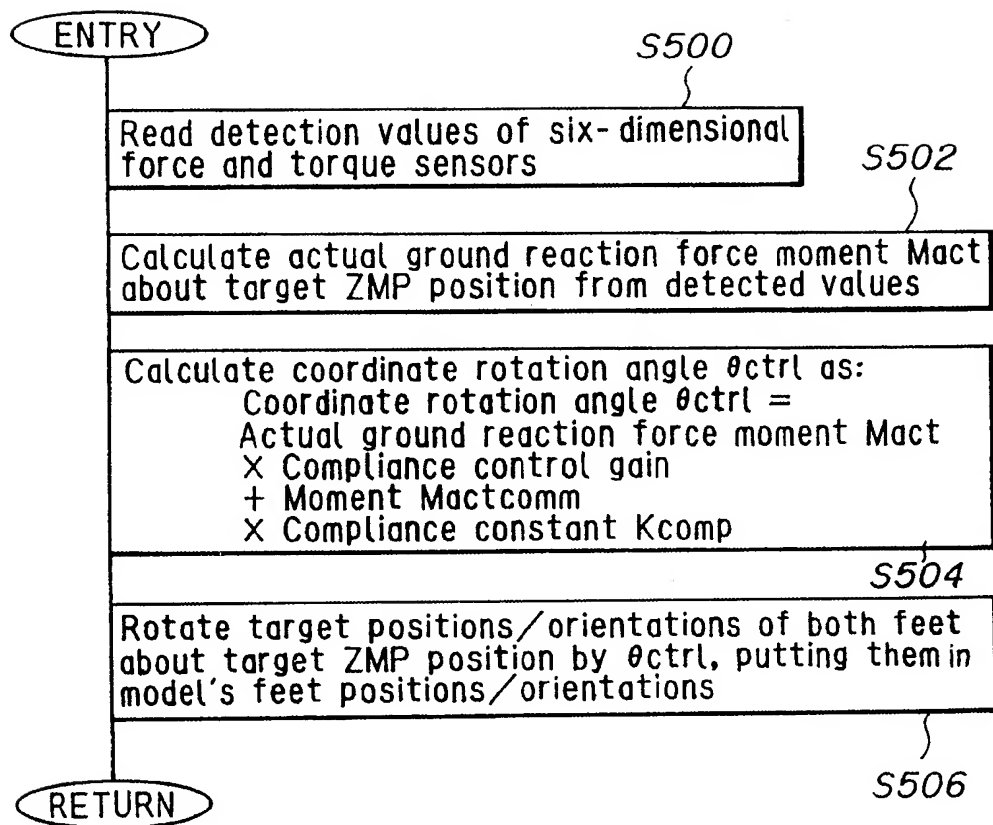 ENTRY
S500
Read detection values of six-dimensional
force and torque sensors
S502
Calculate actual ground reaction force moment Mact
about target ZMP position from detected values
Calculate coordinate rotation angle θctrl as:
Coordinate rotation angle θctrl =
Actual ground reaction force moment Mact
× Compliance control gain
+ Moment Mactcomm
× Compliance constant Kcomp
S504
Rotate target positions/orientations of both feet
about target ZMP position by θctrl, putting them in
model's feet positions/orientations
S506
RETURN